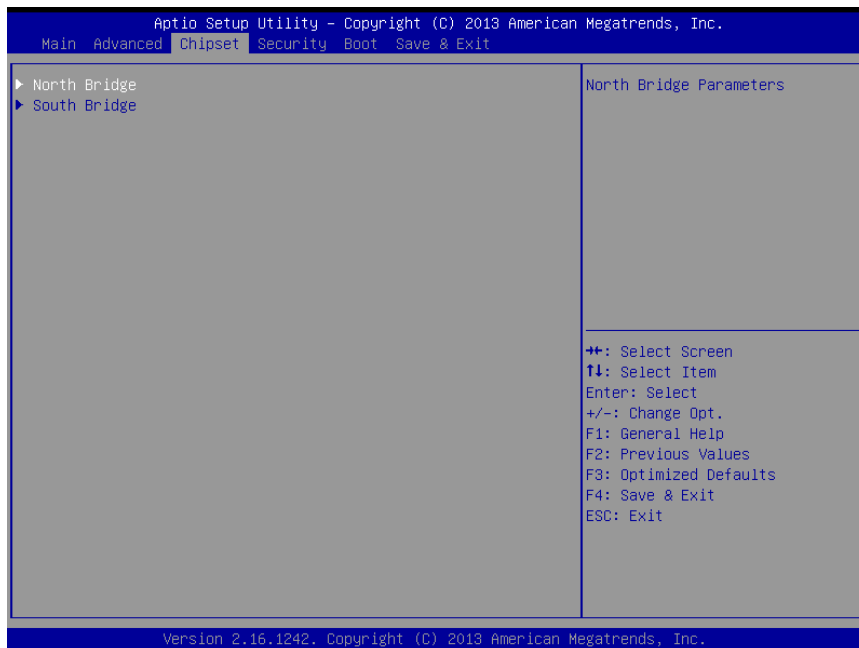 Aptio Setup Utility – Copyright (C) 2013 American Megatrends, Inc.
Main Advanced Chipset Security Boot Save & Exit
North Bridge
South Bridge
North Bridge Parameters
→←: Select Screen
↑↓: Select Item
Enter: Select
+/-: Change Opt.
F1: General Help
F2: Previous Values
F3: Optimized Defaults
F4: Save & Exit
ESC: Exit
Version 2.16.1242. Copyright (C) 2013 American Megatrends, Inc.